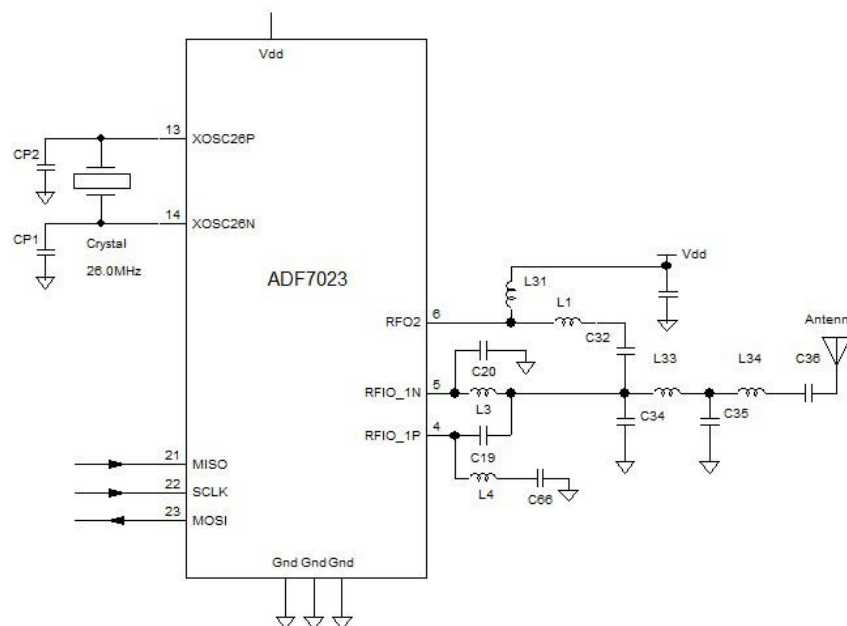 Vdd
13
XOSC26P
CP2
14
XOSC26N
CP1
Crystal
26.0MHz
ADF7023
Vdd
L31
L1
6
RFO2
C32
Antenn
L33
L34
C36
C20
5
RFIO_1N
L3
C34
C35
4
RFIO_1P
C19
21
MISO
L4
C66
22
SCLK
23
MOSI
Gnd Gnd Gnd